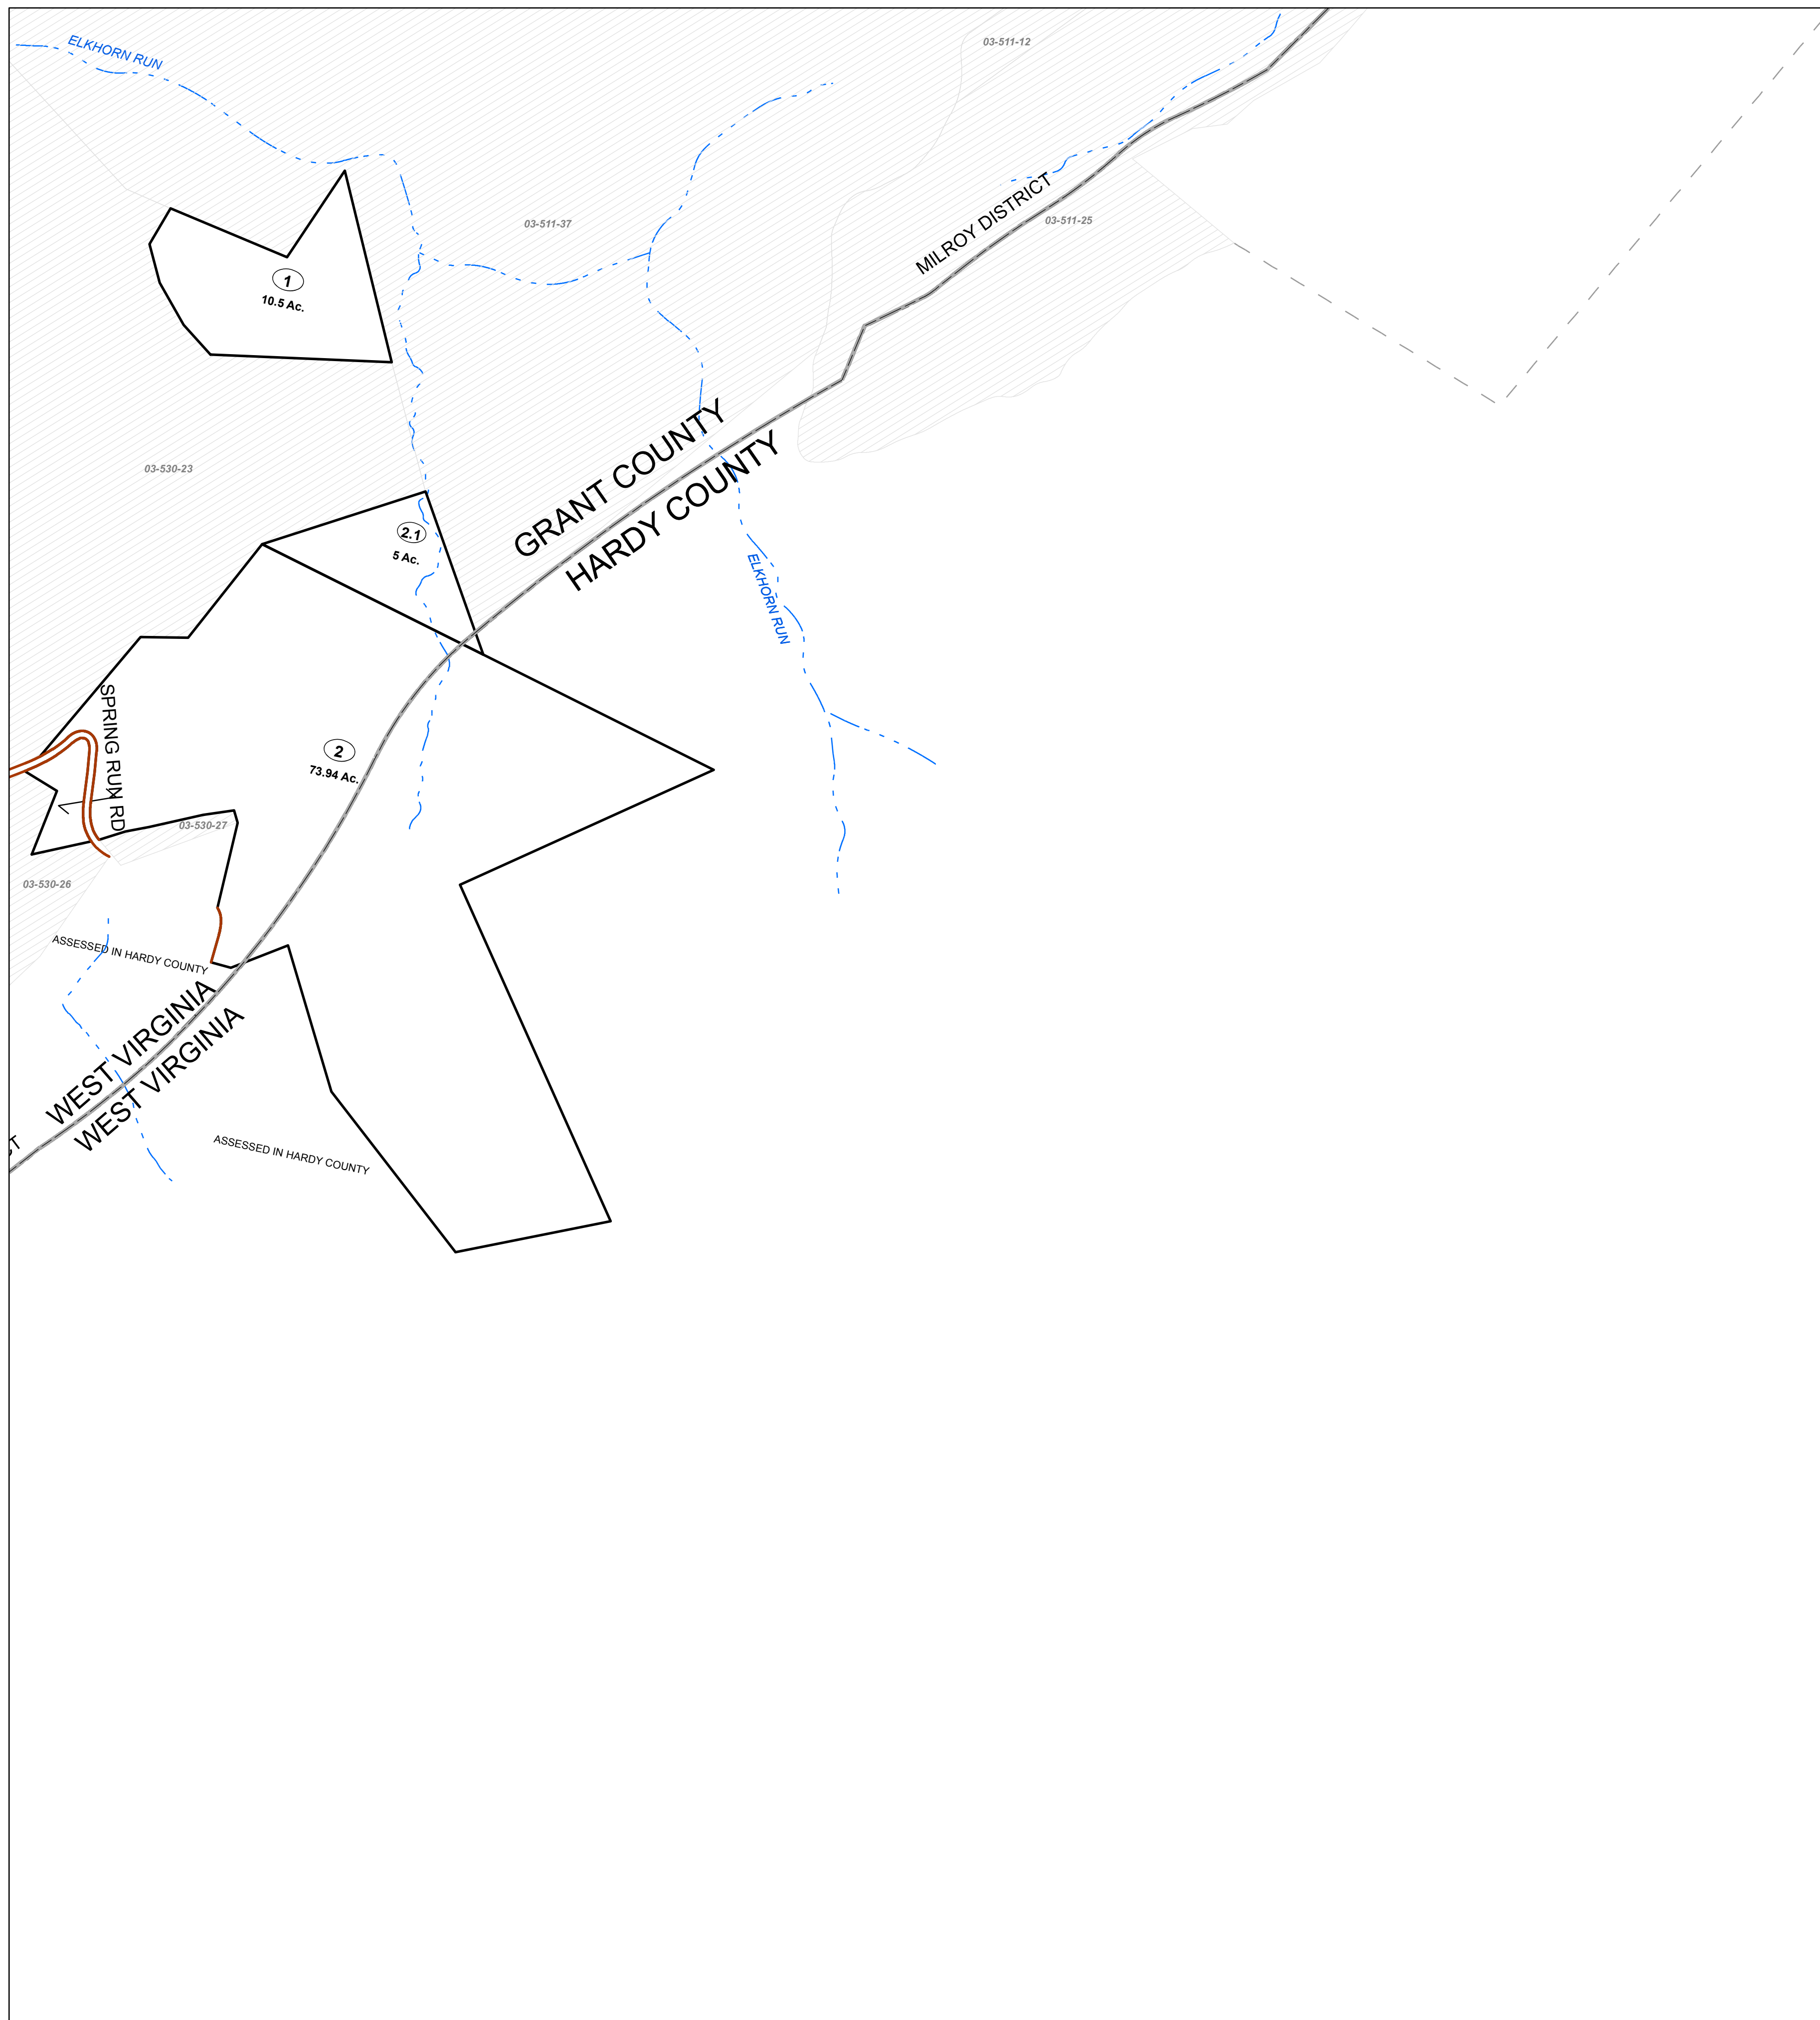 ELKHORN RUN
03-511-12
MILROY DISTRICT
03-511-37
03-511-25
1
10.5 Ac.
GRANT COUNTY
HARDY COUNTY
03-530-23
2.1
5 Ac.
ELKHORN RUN
SPRING RUN RD
2
73.94 Ac.
03-530-27
03-530-26
ASSESSED IN HARDY COUNTY
WEST VIRGINIA
WEST VIRGINIA
ASSESSED IN HARDY COUNTY